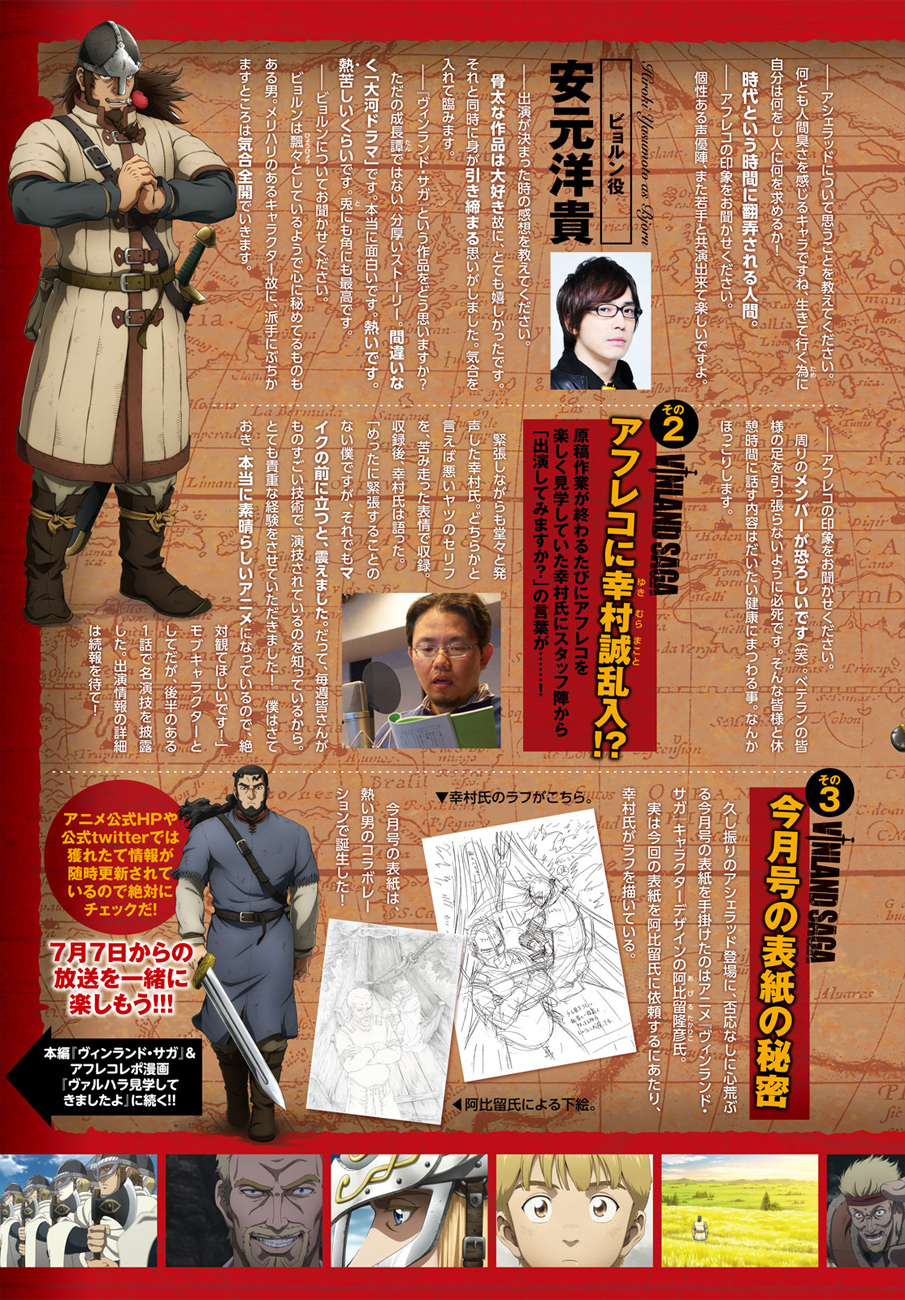 ――アシェラッドについて思うことを教えてください。
何とも人間臭さを感じるキャラですね。生きて行く為に
自分は何をし人に何を求めるか！
時代という時間に翻弄される人間。
――アフレコの印象をお聞かせください。
個性ある声優陣、また若手と共演出来て楽しいですよ。
Hiroki Yasumoto as Bjorn
ビョルン役
安元洋貴
――出演が決まった時の感想を教えてください。
骨太な作品は大好き故に、とても嬉しかったです。
それと同時に身が引き締まる思いがしました。気合を
入れて臨みます。
――『ヴィンランド・サガ』という作品をどう思いますか？
ただの成長譚ではない、分厚いストーリー。間違いな
く「大河ドラマ」です。本当に面白いです。熱いです。
熱苦しいくらいです。兎にも角にも最高です。
――ビョルンについてお聞かせください。
ビョルンは飄々としているようで心に秘めてるものも
ある男。メリハリのあるキャラクター故に、派手にぶちか
ますところは気合全開でいきます。
――アフレコの印象をお聞かせください。
周りのメンバーが恐ろしいです（笑）。ベテランの皆
様の足を引っ張らないように必死です。そんな皆様と休
憩時間に話す内容はだいたい健康にまつわる事。なんか
ほっこりします。
その2
VINLAND SAGA
アフレコに幸村誠乱入!?
原稿作業が終わるたびにアフレコを
楽しく見学していた幸村氏にスタッフ陣から
「出演してみますか？」の言葉が……！
緊張しながらも堂々と発
声した幸村氏。どちらかと
言えば悪いヤツのセリフ
を、苦み走った表情で収録。
収録後、幸村氏は語った。
「めったに緊張することの
ない僕ですが、それでもマ
イクの前に立つと、震えました。だって、毎週皆さんが
ものすごい技術で、演技されているのを知っているから。
とても貴重な経験をさせていただきました！　僕はさて
おき、本当に素晴らしいアニメになっているので、絶
対観てほしいです！」
モブキャラクターと
してだが、後半のある
1話で名演技を披露
した。出演情報の詳細
は続報を待て！
その3
VINLAND SAGA
今月号の表紙の秘密
久し振りのアシェラッド登場に、否応なしに心荒ぶ
る今月号の表紙を手掛けたのはアニメ『ヴィンランド・
サガ』キャラクターデザインの阿比留隆彦氏。
実は今回の表紙を阿比留氏に依頼するにあたり、
幸村氏がラフを描いている。
▼幸村氏のラフがこちら。
◀阿比留氏による下絵。
今月号の表紙は
熱い男のコラボレー
ションで誕生した！
アニメ公式HPや
公式twitterでは
獲れたて情報が
随時更新されて
いるので絶対に
チェックだ！
7月7日からの
放送を一緒に
楽しもう!!!
本編『ヴィンランド・サガ』&
アフレコレポ漫画
『ヴァルハラ見学して
きましたよ』に続く!!